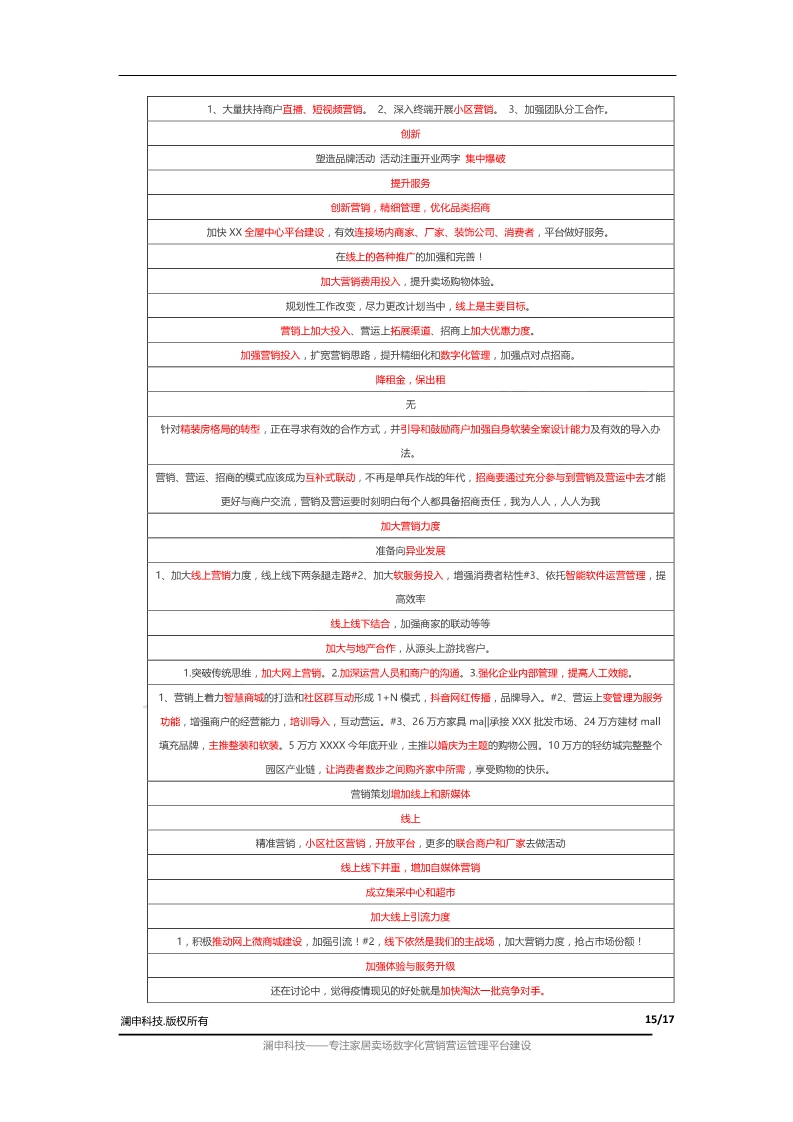 1、大量扶持商户直播、短视频营销。 2、深入终端开展小区营销。 3、加强团队分工合作。
创新
塑造品牌活动 活动注重开业两字 集中爆破
提升服务
创新营销，精细管理，优化品类招商
加快 XX 全屋中心平台建设，有效连接场内商家、厂家、装饰公司、消费者，平台做好服务。
在线上的各种推广的加强和完善！
加大营销费用投入，提升卖场购物体验。
规划性工作改变，尽力更改计划当中，线上是主要目标。
营销上加大投入、营运上拓展渠道、招商上加大优惠力度。
加强营销投入，扩宽营销思路，提升精细化和数字化管理，加强点对点招商。
降租金，保出租
无
针对精装房格局的转型，正在寻求有效的合作方式，并引导和鼓励商户加强自身软装全案设计能力及有效的导入办
法。
营销、营运、招商的模式应该成为互补式联动，不再是单兵作战的年代，招商要通过充分参与到营销及营运中去才能
更好与商户交流，营销及营运要时刻明白每个人都具备招商责任，我为人人，人人为我
加大营销力度
准备向异业发展
1、加大线上营销力度，线上线下两条腿走路#2、加大软服务投入，增强消费者粘性#3、依托智能软件运营管理，提
高效率
线上线下结合，加强商家的联动等等
加大与地产合作，从源头上游找客户。
1.突破传统思维，加大网上营销。2.加深运营人员和商户的沟通。3.强化企业内部管理，提高人工效能。
1、营销上着力智慧商城的打造和社区群互动形成 1+N 模式，抖音网红传播，品牌导入。#2、营运上变管理为服务
功能，增强商户的经营能力，培训导入，互动营运。#3、26 万方家具 ma||承接 XXX 批发市场、24 万方建材 mall
填充品牌，主推整装和软装。5 万方 XXXX 今年底开业，主推以婚庆为主题的购物公园。10 万方的轻纺城完整整个
园区产业链，让消费者数步之间购齐家中所需，享受购物的快乐。
营销策划增加线上和新媒体
线上
精准营销，小区社区营销，开放平台，更多的联合商户和厂家去做活动
线上线下并重，增加自媒体营销
成立集采中心和超市
加大线上引流力度
1，积极推动网上微商城建设，加强引流！#2，线下依然是我们的主战场，加大营销力度，抢占市场份额！
加强体验与服务升级
还在讨论中，觉得疫情现见的好处就是加快淘汰一批竞争对手。
澜申科技.版权所有 15/17
澜申科技——专注家居卖场数字化营销营运管理平台建设